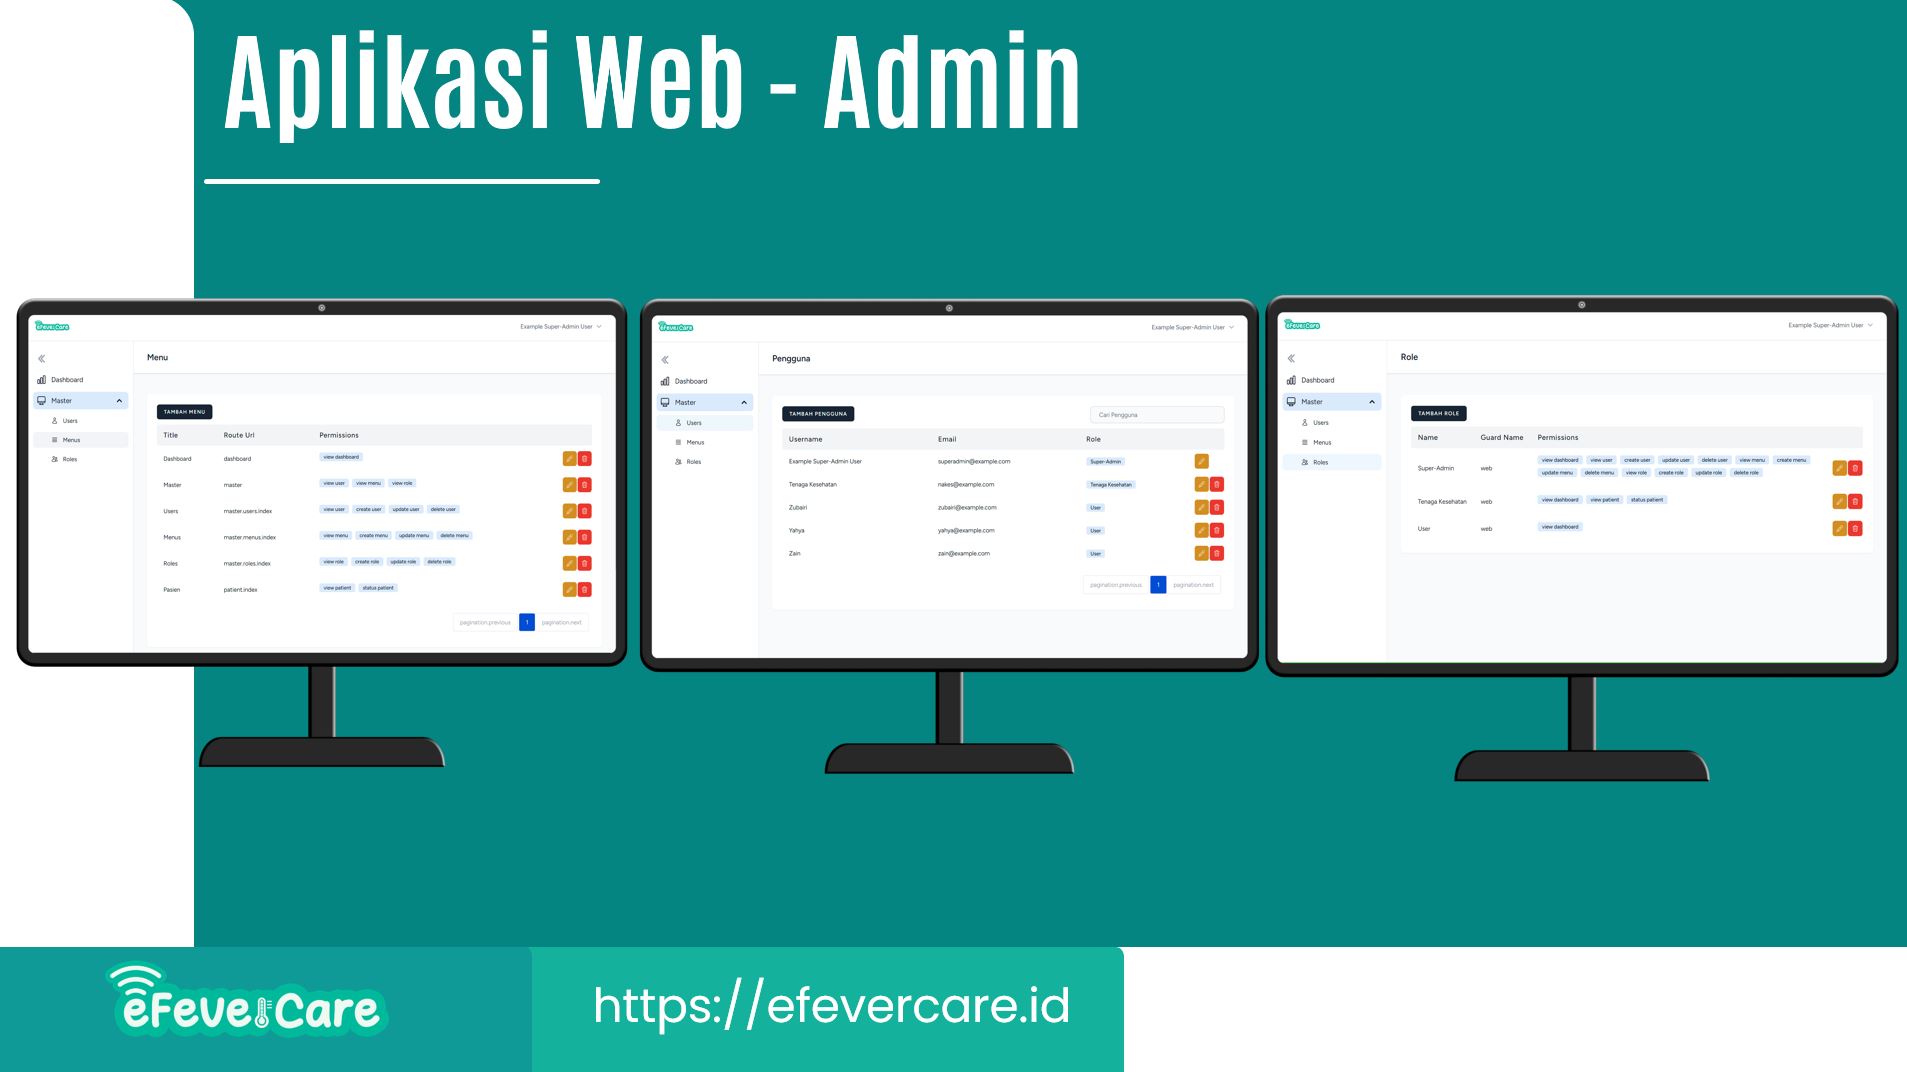 Aplikasi Web - Admin
eFeverCare
Example Super-Admin User
Menu
Dashboard
Master
Users
Menus
Roles
TAMBAH MENU
Title Route Url Permissions
Dashboard dashboard view dashboard
Master master view user view menu view role
Users master.users.index view user create user update user delete user
Menus master.menus.index view menu create menu update menu delete menu
Roles master.roles.index view role create role update role delete role
Pasien patient.index view patient status patient
pagination.previous 1 pagination.next
eFeverCare
Example Super-Admin User
Pengguna
Dashboard
Master
Users
Menus
Roles
TAMBAH PENGGUNA
Cari Pengguna
Username Email Role
Example Super-Admin User superadmin@example.com Super-Admin
Tenaga Kesehatan nakes@example.com Tenaga Kesehatan
Zubairi zubairi@example.com User
Yahya yahya@example.com User
Zain zain@example.com User
pagination.previous 1 pagination.next
eFeverCare
Example Super-Admin User
Role
Dashboard
Master
Users
Menus
Roles
TAMBAH ROLE
Name Guard Name Permissions
Super-Admin web view dashboard view user create user update user delete user view menu create menu
update menu delete menu view role create role update role delete role
Tenaga Kesehatan web view dashboard view patient status patient
User web view dashboard
eFeverCare
https://efevercare.id